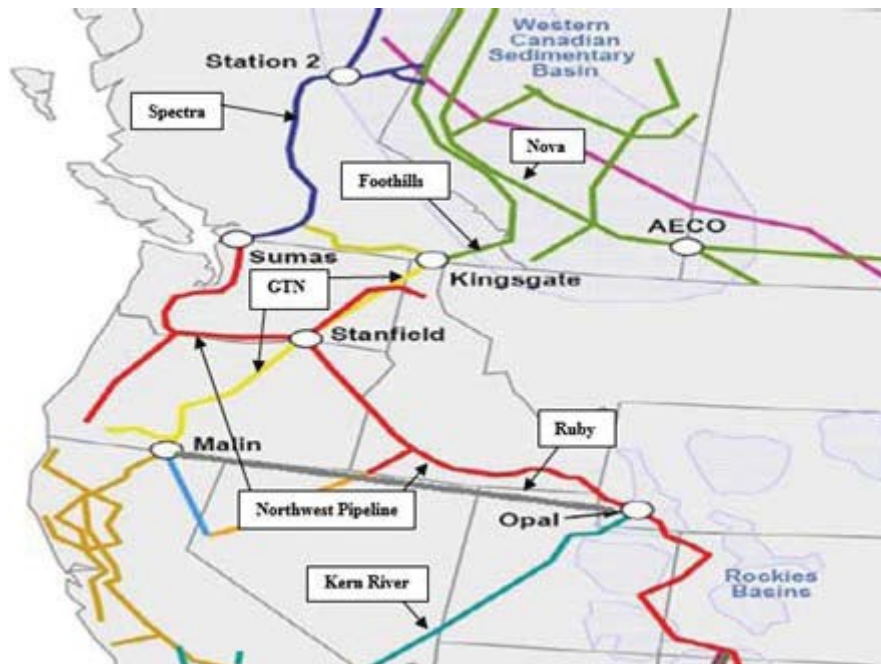 Western
Canadian
Sedimentary
Basin
Station 2
Spectra
Nova
Foothills
AECO
Sumas
Kingsgate
GTN
Stanfield
Ruby
Malin
Northwest Pipeline
Opal
Kern River
Rockies
Basins